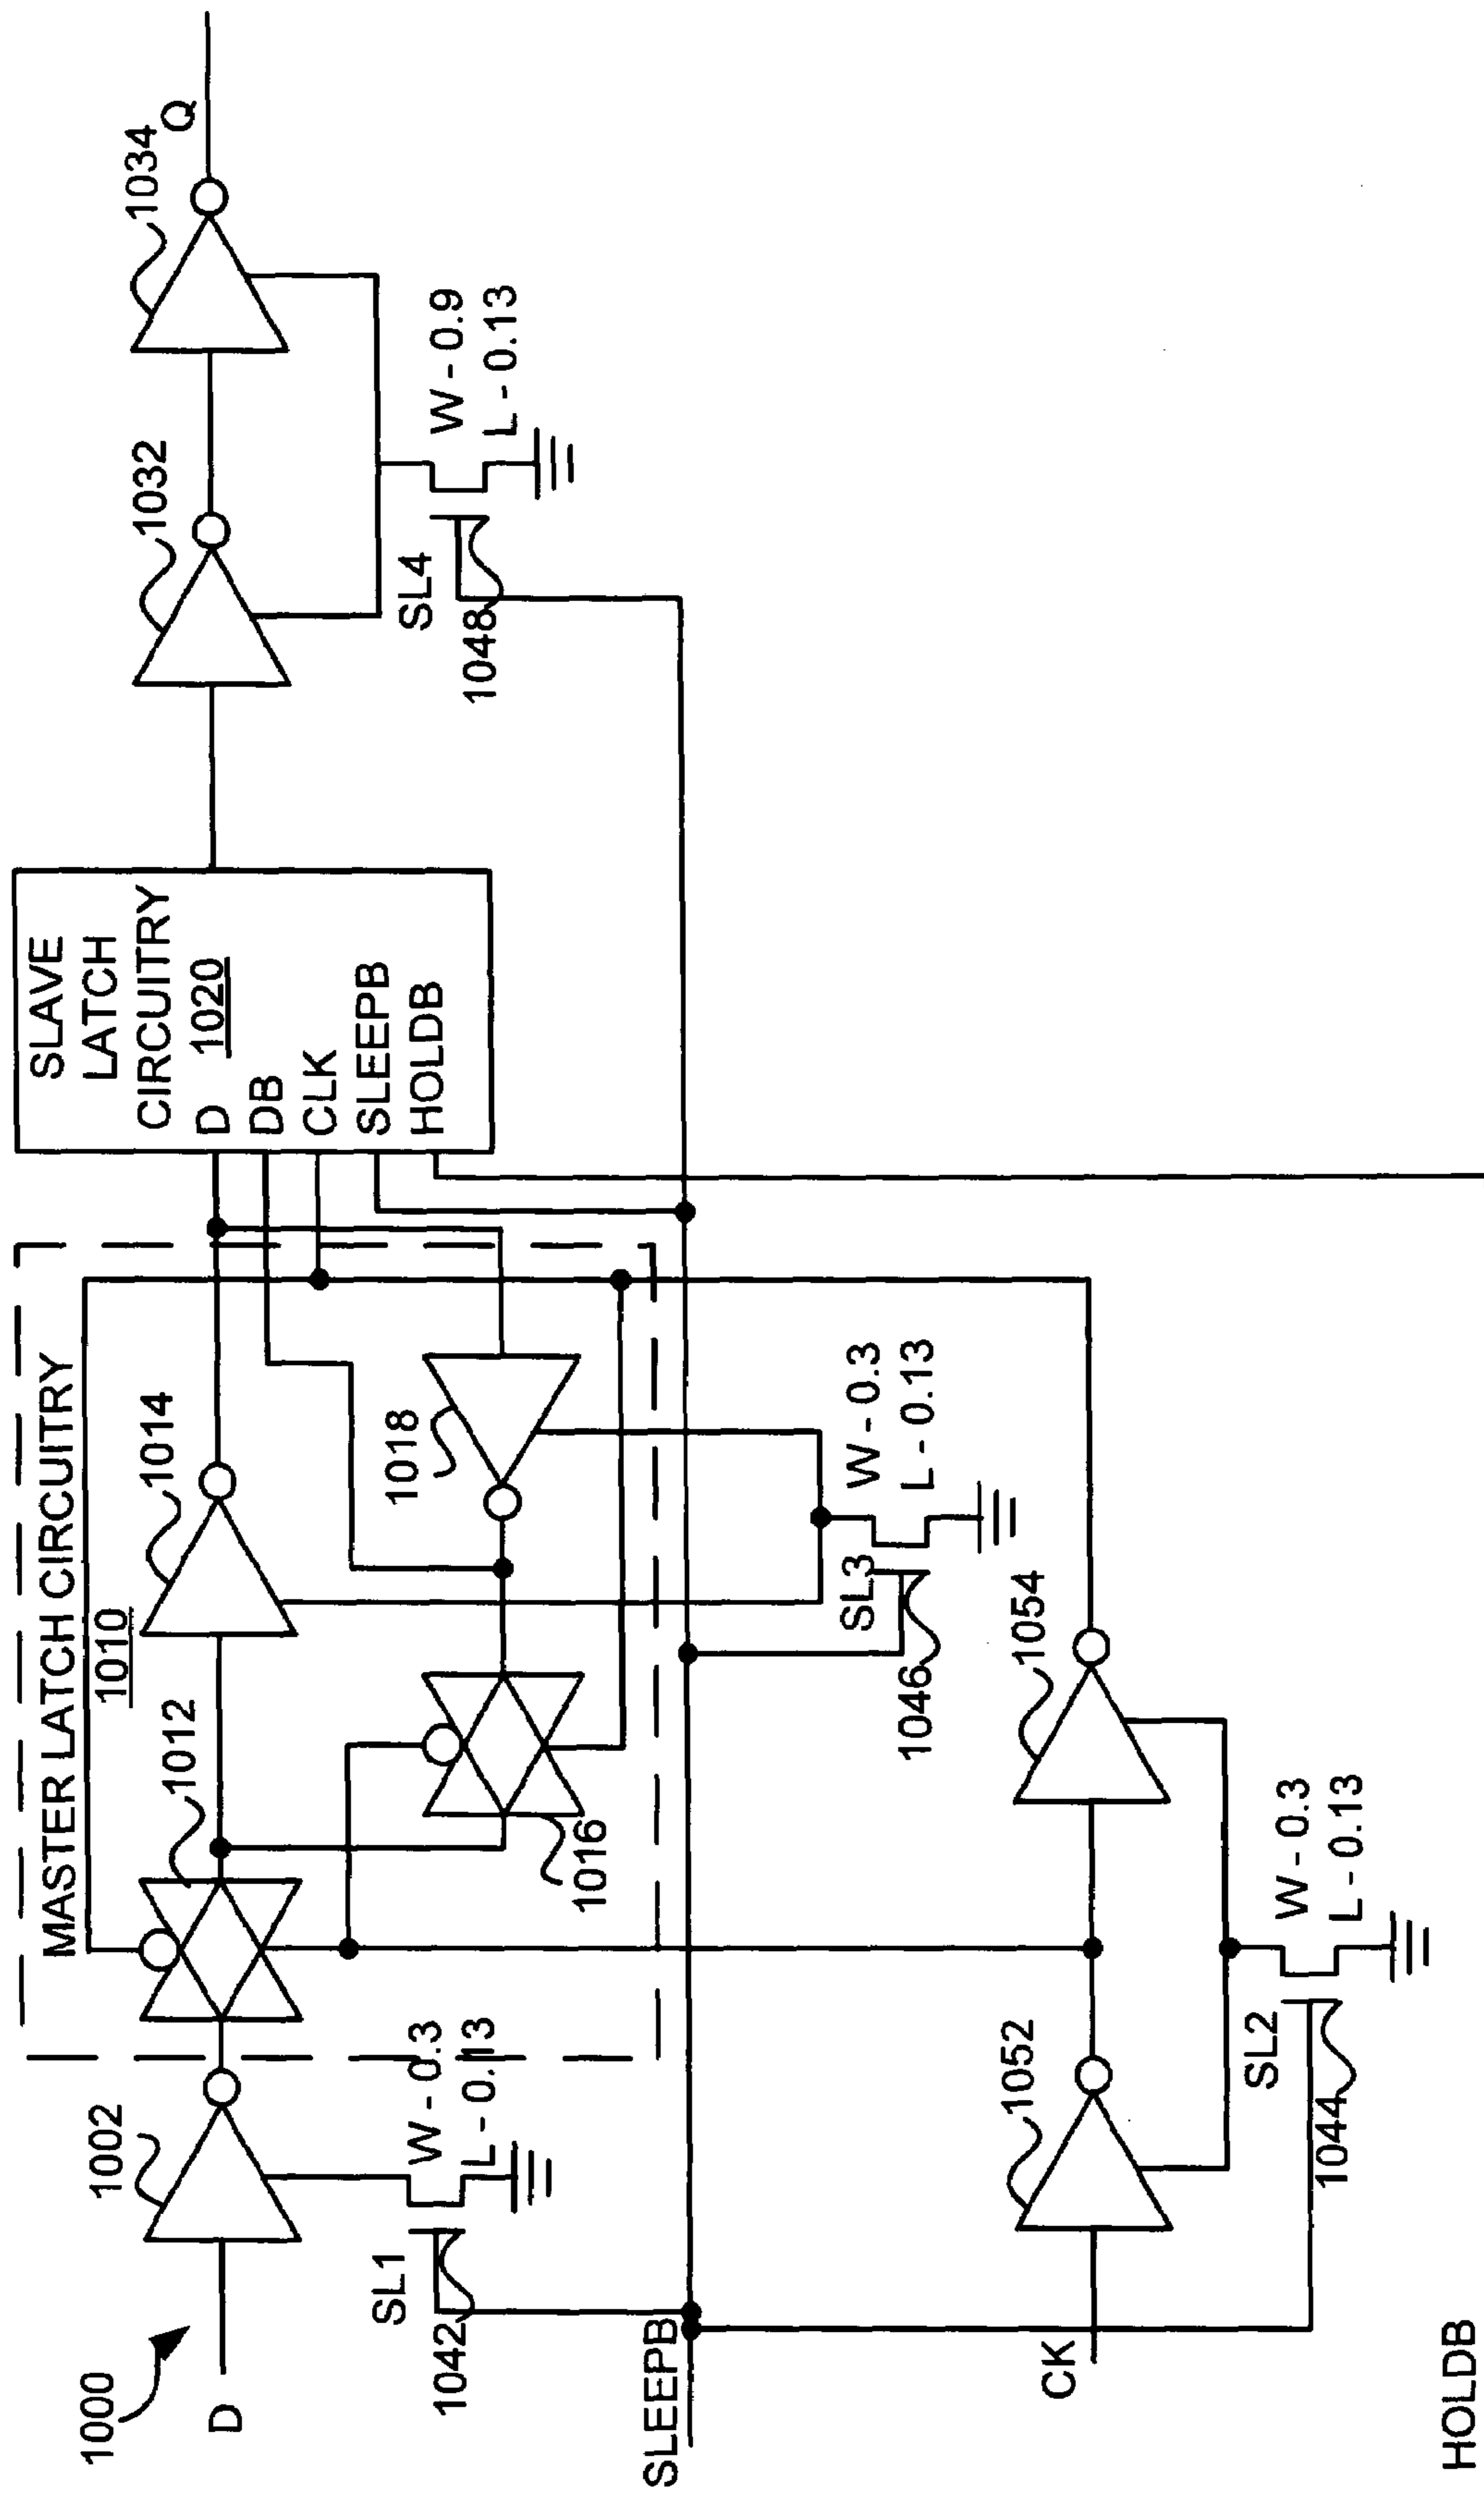 1000
D
1002
SL1
1042
W - 0.3
L - 0.13
MASTER LATCH CIRCUITRY
1010
1012
1014
1016
1018
SLAVE
LATCH
CIRCUITRY
D 1020
DB
CLK
SLEEPB
HOLDB
1032
1034
Q
SL4
1048
W - 0.9
L - 0.13
SLEEPB
SL3
1046
W - 0.3
L - 0.13
CK
1052
1054
SL2
1044
W - 0.3
L - 0.13
HOLDB